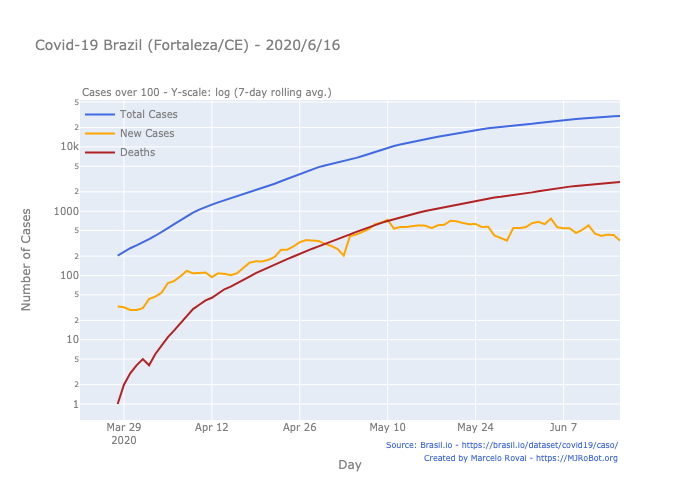 Covid-19 Brazil (Fortaleza/CE) - 2020/6/16
Cases over 100 - Y-scale: log (7-day rolling avg.)
Total Cases
New Cases
Deaths
Number of Cases
5
2
10k
5
2
1000
5
2
100
5
2
10
5
2
1
Mar 29
2020
Apr 12
Apr 26
May 10
May 24
Jun 7
Day
Source: Brasil.io - https://brasil.io/dataset/covid19/caso/
Created by Marcelo Rovai - https://MJRoBot.org